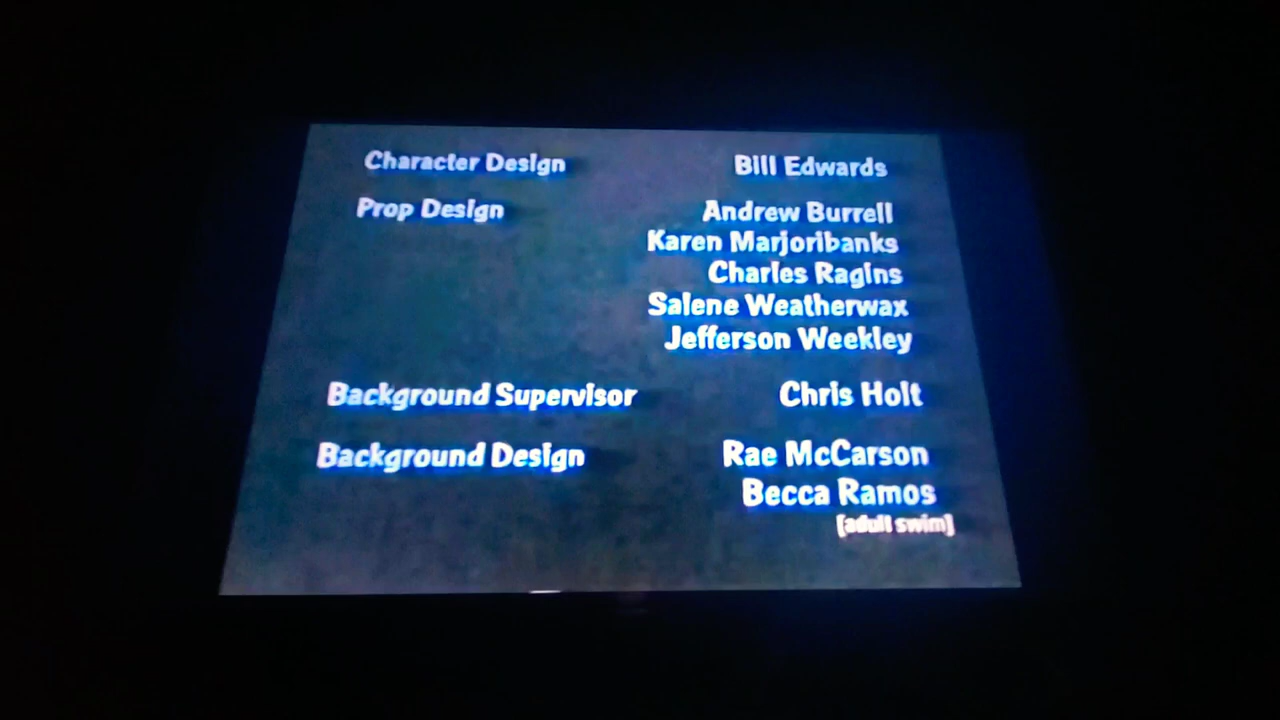 Character Design Bill Edwards
Prop Design Andrew Burrell
Karen Marjoribanks
Charles Ragins
Salene Weatherwax
Jefferson Weekley
Background Supervisor Chris Holt
Background Design Rae McCarson
Becca Ramos
[adult swim]